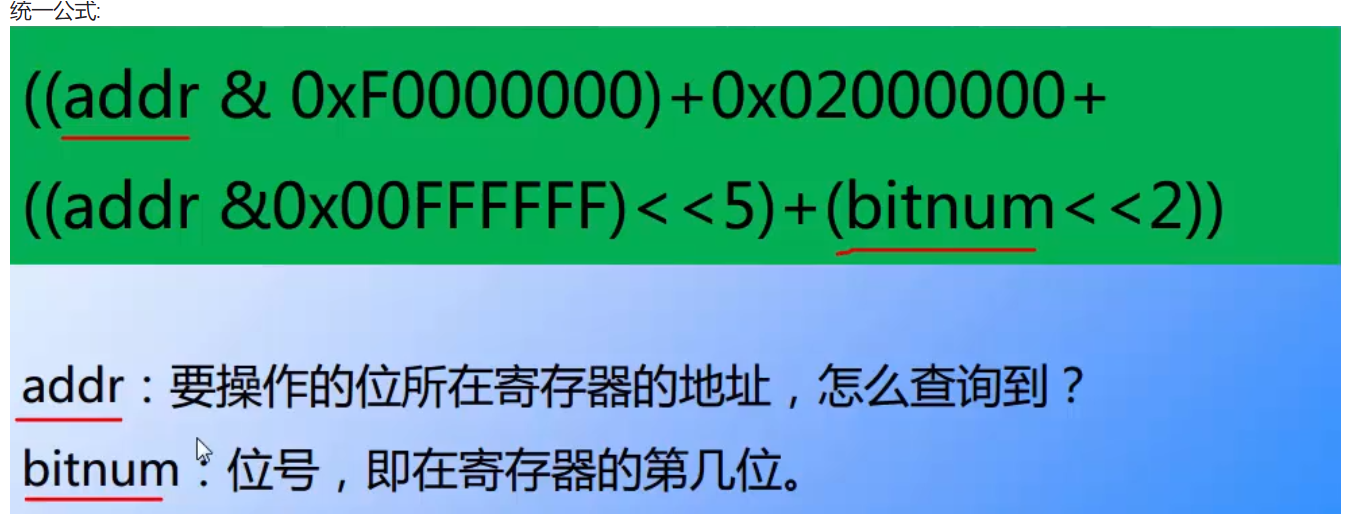 统一公式:
((addr & 0xF0000000)+0x02000000+
((addr &0x00FFFFFF)<<5)+(bitnum<<2))
addr：要操作的位所在寄存器的地址，怎么查询到？
bitnum：位号，即在寄存器的第几位。